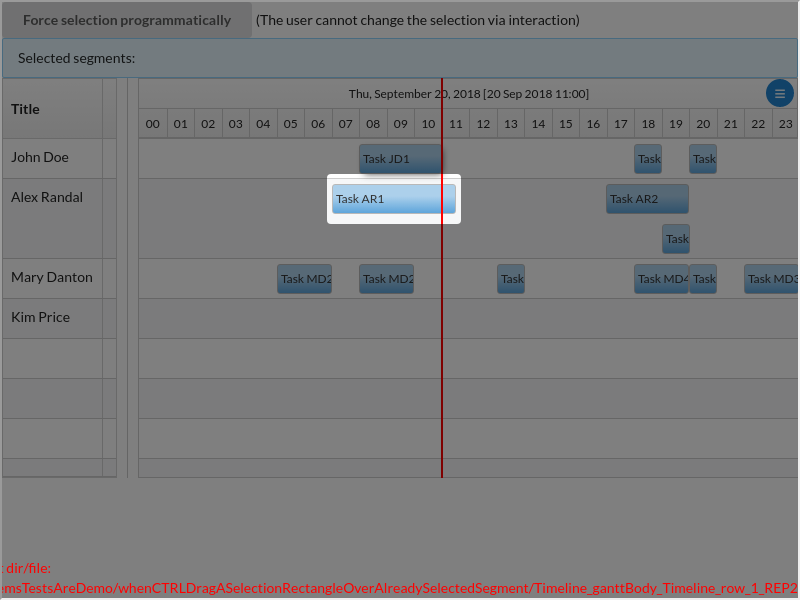 Force selection programmatically (The user cannot change the selection via interaction)
Selected segments:
Title
Thu, September 20, 2018 [20 Sep 2018 11:00]
00 01 02 03 04 05 06 07 08 09 10 11 12 13 14 15 16 17 18 19 20 21 22 23
John Doe
Task JD1 Task Task
Alex Randal
Task AR1 Task AR2
Task
Mary Danton
Task MD2 Task MD2 Task Task MD4 Task Task MD3
Kim Price
dir/file:
emsTestsAreDemo/whenCTRLDragASelectionRectangleOverAlreadySelectedSegment/Timeline_ganttBody_Timeline_row_1_REP2